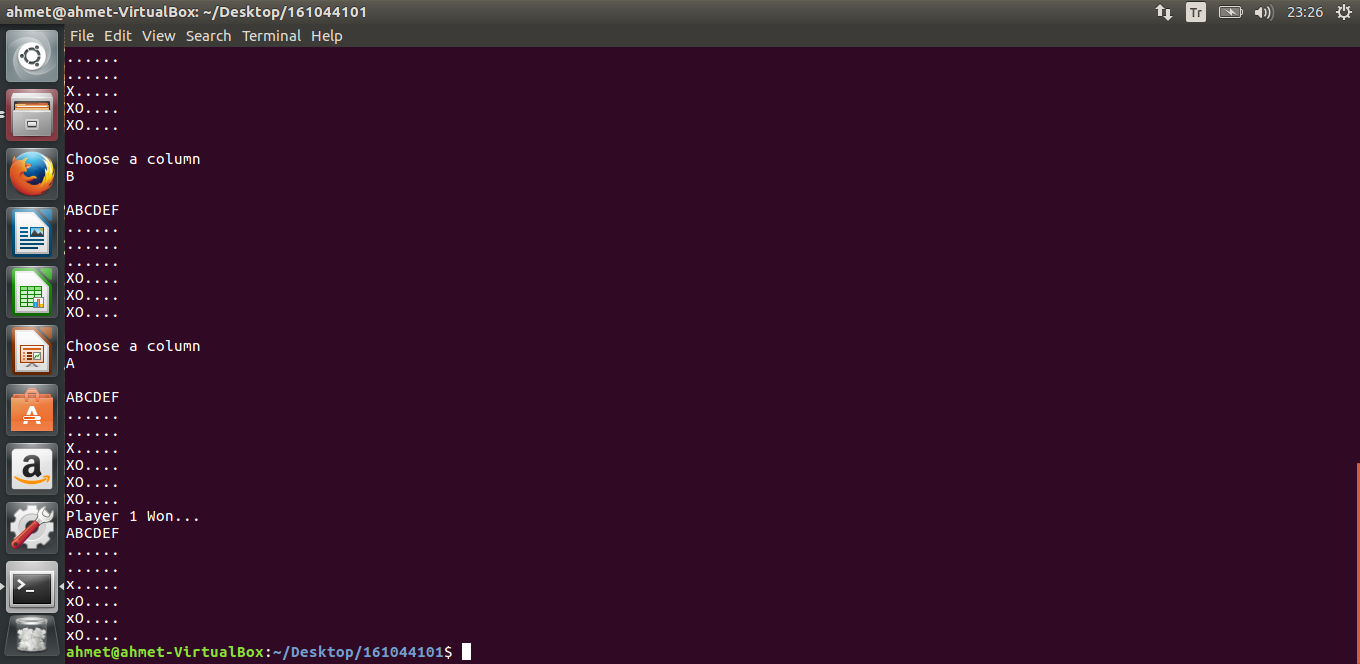 ahmet@ahmet-VirtualBox: ~/Desktop/161044101
Tr
23:26
File Edit View Search Terminal Help
......
......
X.....
XO....
XO....
Choose a column
B
ABCDEF
......
......
......
XO....
XO....
XO....
Choose a column
A
ABCDEF
......
......
X.....
XO....
XO....
XO....
Player 1 Won...
ABCDEF
......
......
x.....
xO....
xO....
xO....
ahmet@ahmet-VirtualBox:~/Desktop/161044101$
a
>_